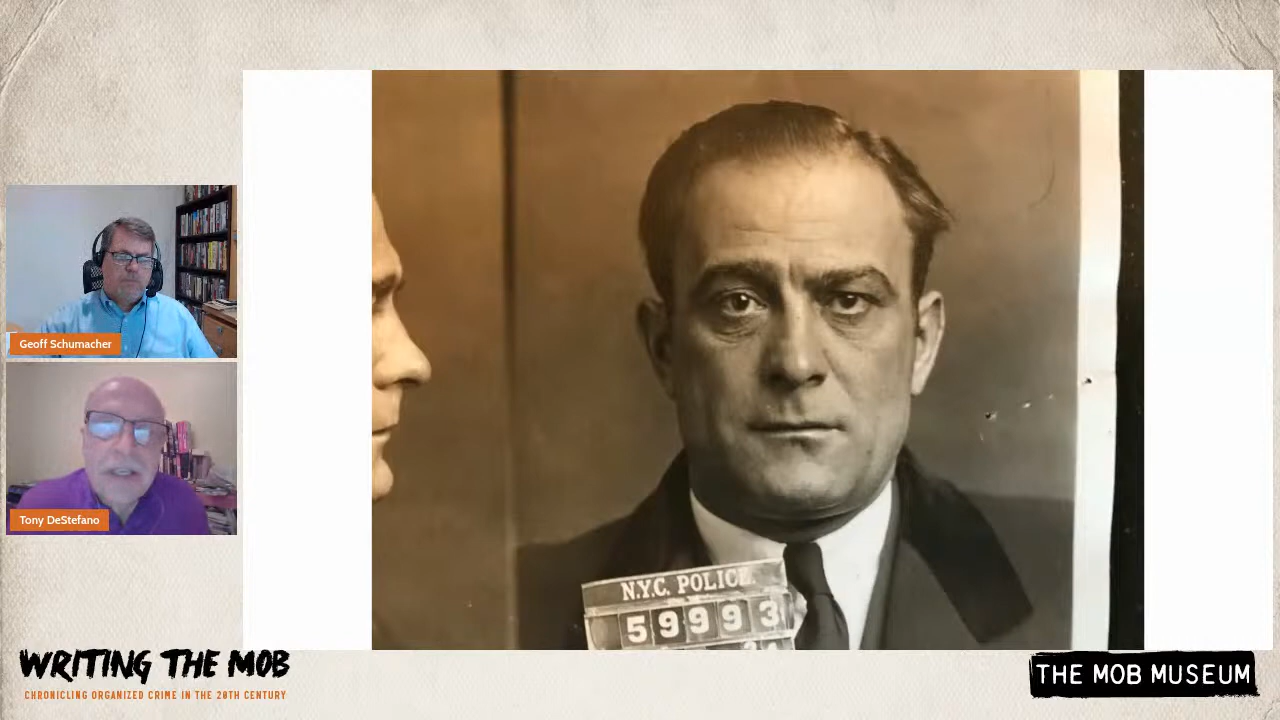 Geoff Schumacher
Tony DeStefano
N.Y.C. POLICE
59993
WRITING THE MOB
CHRONICLING ORGANIZED CRIME IN THE 20TH CENTURY
THE MOB MUSEUM